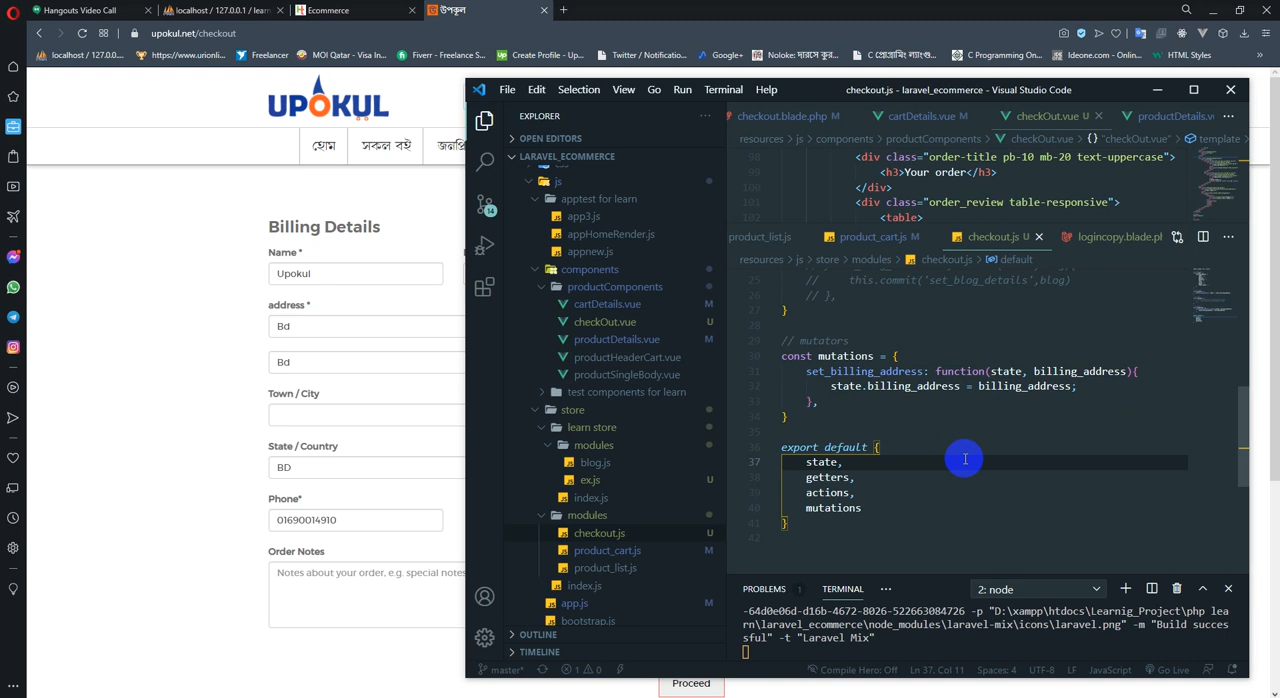 Hangouts Video Call
localhost / 127.0.0.1 / lear
Ecommerce
উপকূল
upokul.net/checkout
localhost / 127.0.0....
https://www.urionli...
Freelancer
MOI Qatar - Visa In...
Fiverr - Freelance S...
Create Profile - Up...
Twitter / Notificatio...
Google+
C Programming On...
Ideone.com - Onlin...
HTML Styles
UPOKUL
হোম
সকল বই
Billing Details
Name *
Upokul
address *
Bd
Bd
Town / City
State / Country
BD
Phone*
01690014910
Order Notes
Notes about your order, e.g. special notes
Proceed
File Edit Selection View Go Run Terminal Help
checkout.js - laravel_ecommerce - Visual Studio Code
EXPLORER
OPEN EDITORS
LARAVEL_ECOMMERCE
js
apptest for learn
app3.js
appHomeRender.js
appnew.js
components
productComponents
cartDetails.vue M
checkOut.vue U
productDetails.vue M
productHeaderCart.vue
productSingleBody.vue
test components for learn
store
learn store
modules
blog.js
ex.js U
index.js
modules
checkout.js U
product_cart.js M
product_list.js
index.js
app.js M
bootstrap.js
OUTLINE
TIMELINE
14
checkout.blade.php M
cartDetails.vue M
checkOut.vue U
productDetails.vu
resources > js > components > productComponents > checkOut.vue > {} "checkOut.vue" > template >
98 <div class="order-title pb-10 mb-20 text-uppercase">
99 <h3>Your order</h3>
100 </div>
101 <div class="order_review table-responsive">
102 <table>
product_list.js
product_cart.js M
checkout.js U
logincopy.blade.pl
resources > js > store > modules > checkout.js > default
25 // this.commit('set_blog_details',blog)
26 // },
27 }
28
29 // mutators
30 const mutations = {
31 set_billing_address: function(state, billing_address){
32 state.billing_address = billing_address;
33 },
34 }
35
36 export default {
37 state,
38 getters,
39 actions,
40 mutations
41 }
42
PROBLEMS 1 TERMINAL ... 2: node
-64d0e06d-d16b-4672-8026-522663084726 -p "D:\xampp\htdocs\Learnig_Project\php lea
rn\laravel_ecommerce\node_modules\laravel-mix\icons\laravel.png" -m "Build succes
sful" -t "Laravel Mix"
master* 1 0 Compile Hero: Off Ln 37, Col 11 Spaces: 4 UTF-8 LF JavaScript Go Live